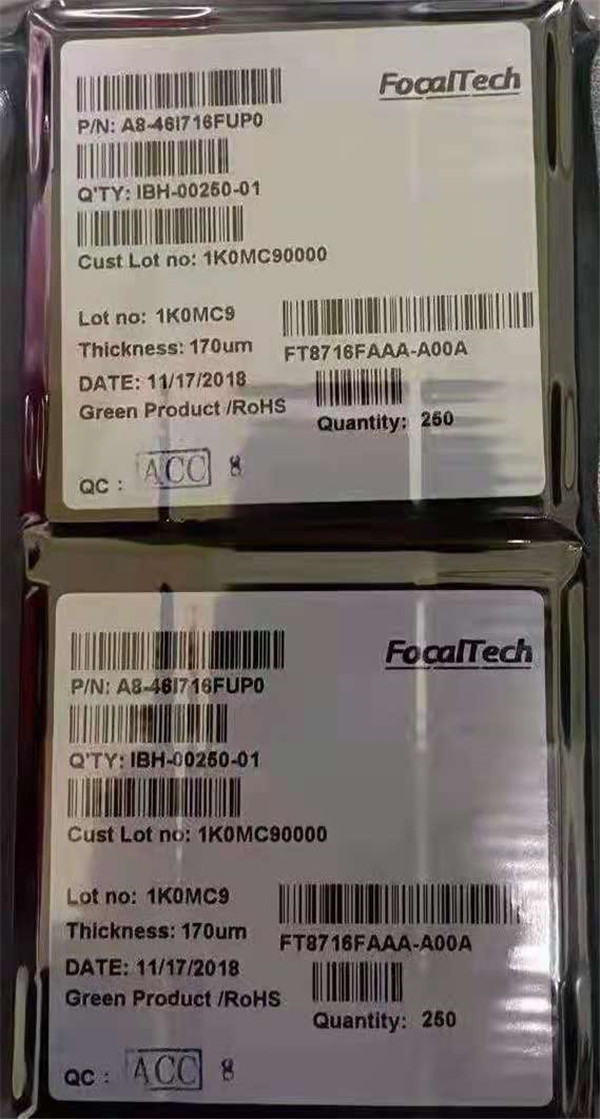 FocalTech
P/N: A8-46I716FUP0
Q'TY: IBH-00250-01
Cust Lot no: 1K0MC90000
Lot no: 1K0MC9
Thickness: 170um
FT8716FAAA-A00A
DATE: 11/17/2018
Green Product /RoHS
Quantity: 250
QC : ACC 8
FocalTech
P/N: A8-46I716FUP0
Q'TY: IBH-00250-01
Cust Lot no: 1K0MC90000
Lot no: 1K0MC9
Thickness: 170um
FT8716FAAA-A00A
DATE: 11/17/2018
Green Product /RoHS
Quantity: 250
QC : ACC 8